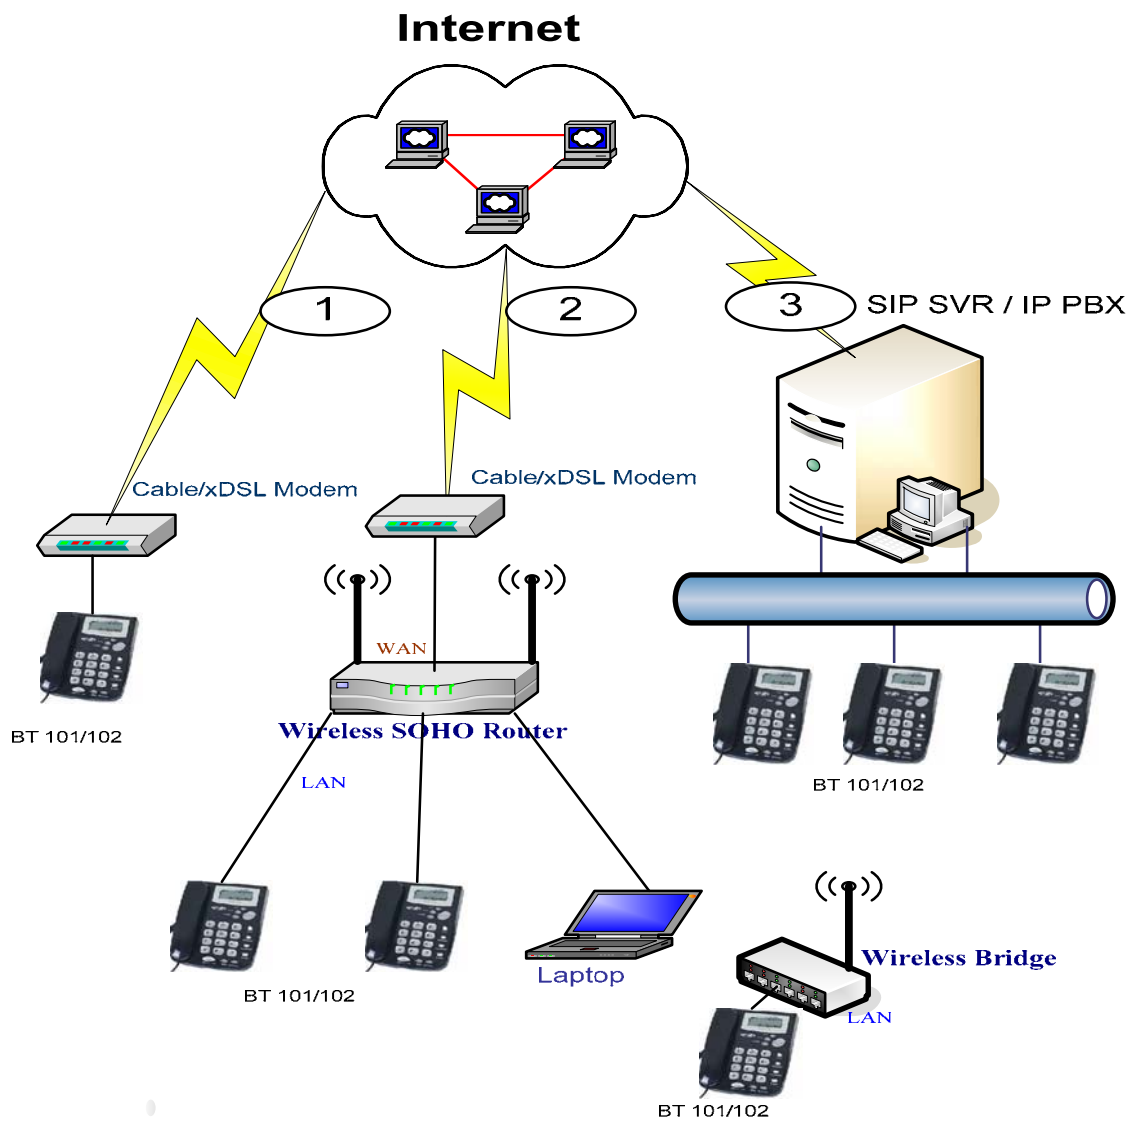 Internet
1
2
3
SIP SVR / IP PBX
Cable/xDSL Modem
Cable/xDSL Modem
WAN
Wireless SOHO Router
BT 101/102
LAN
BT 101/102
Laptop
BT 101/102
Wireless Bridge
LAN
BT 101/102